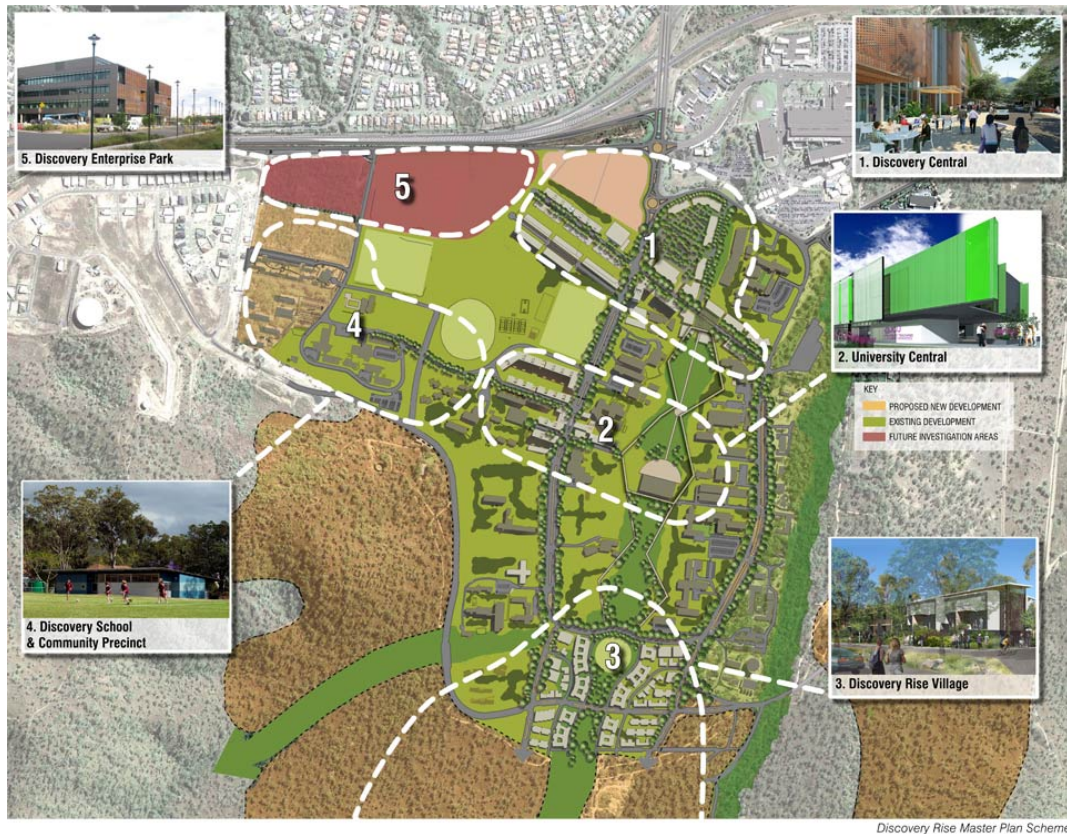 5. Discovery Enterprise Park
1. Discovery Central
5
1
2. University Central
KEY
PROPOSED NEW DEVELOPMENT
EXISTING DEVELOPMENT
FUTURE INVESTIGATION AREAS
4
2
4. Discovery School
& Community Precinct
3
3. Discovery Rise Village
Discovery Rise Master Plan Scheme